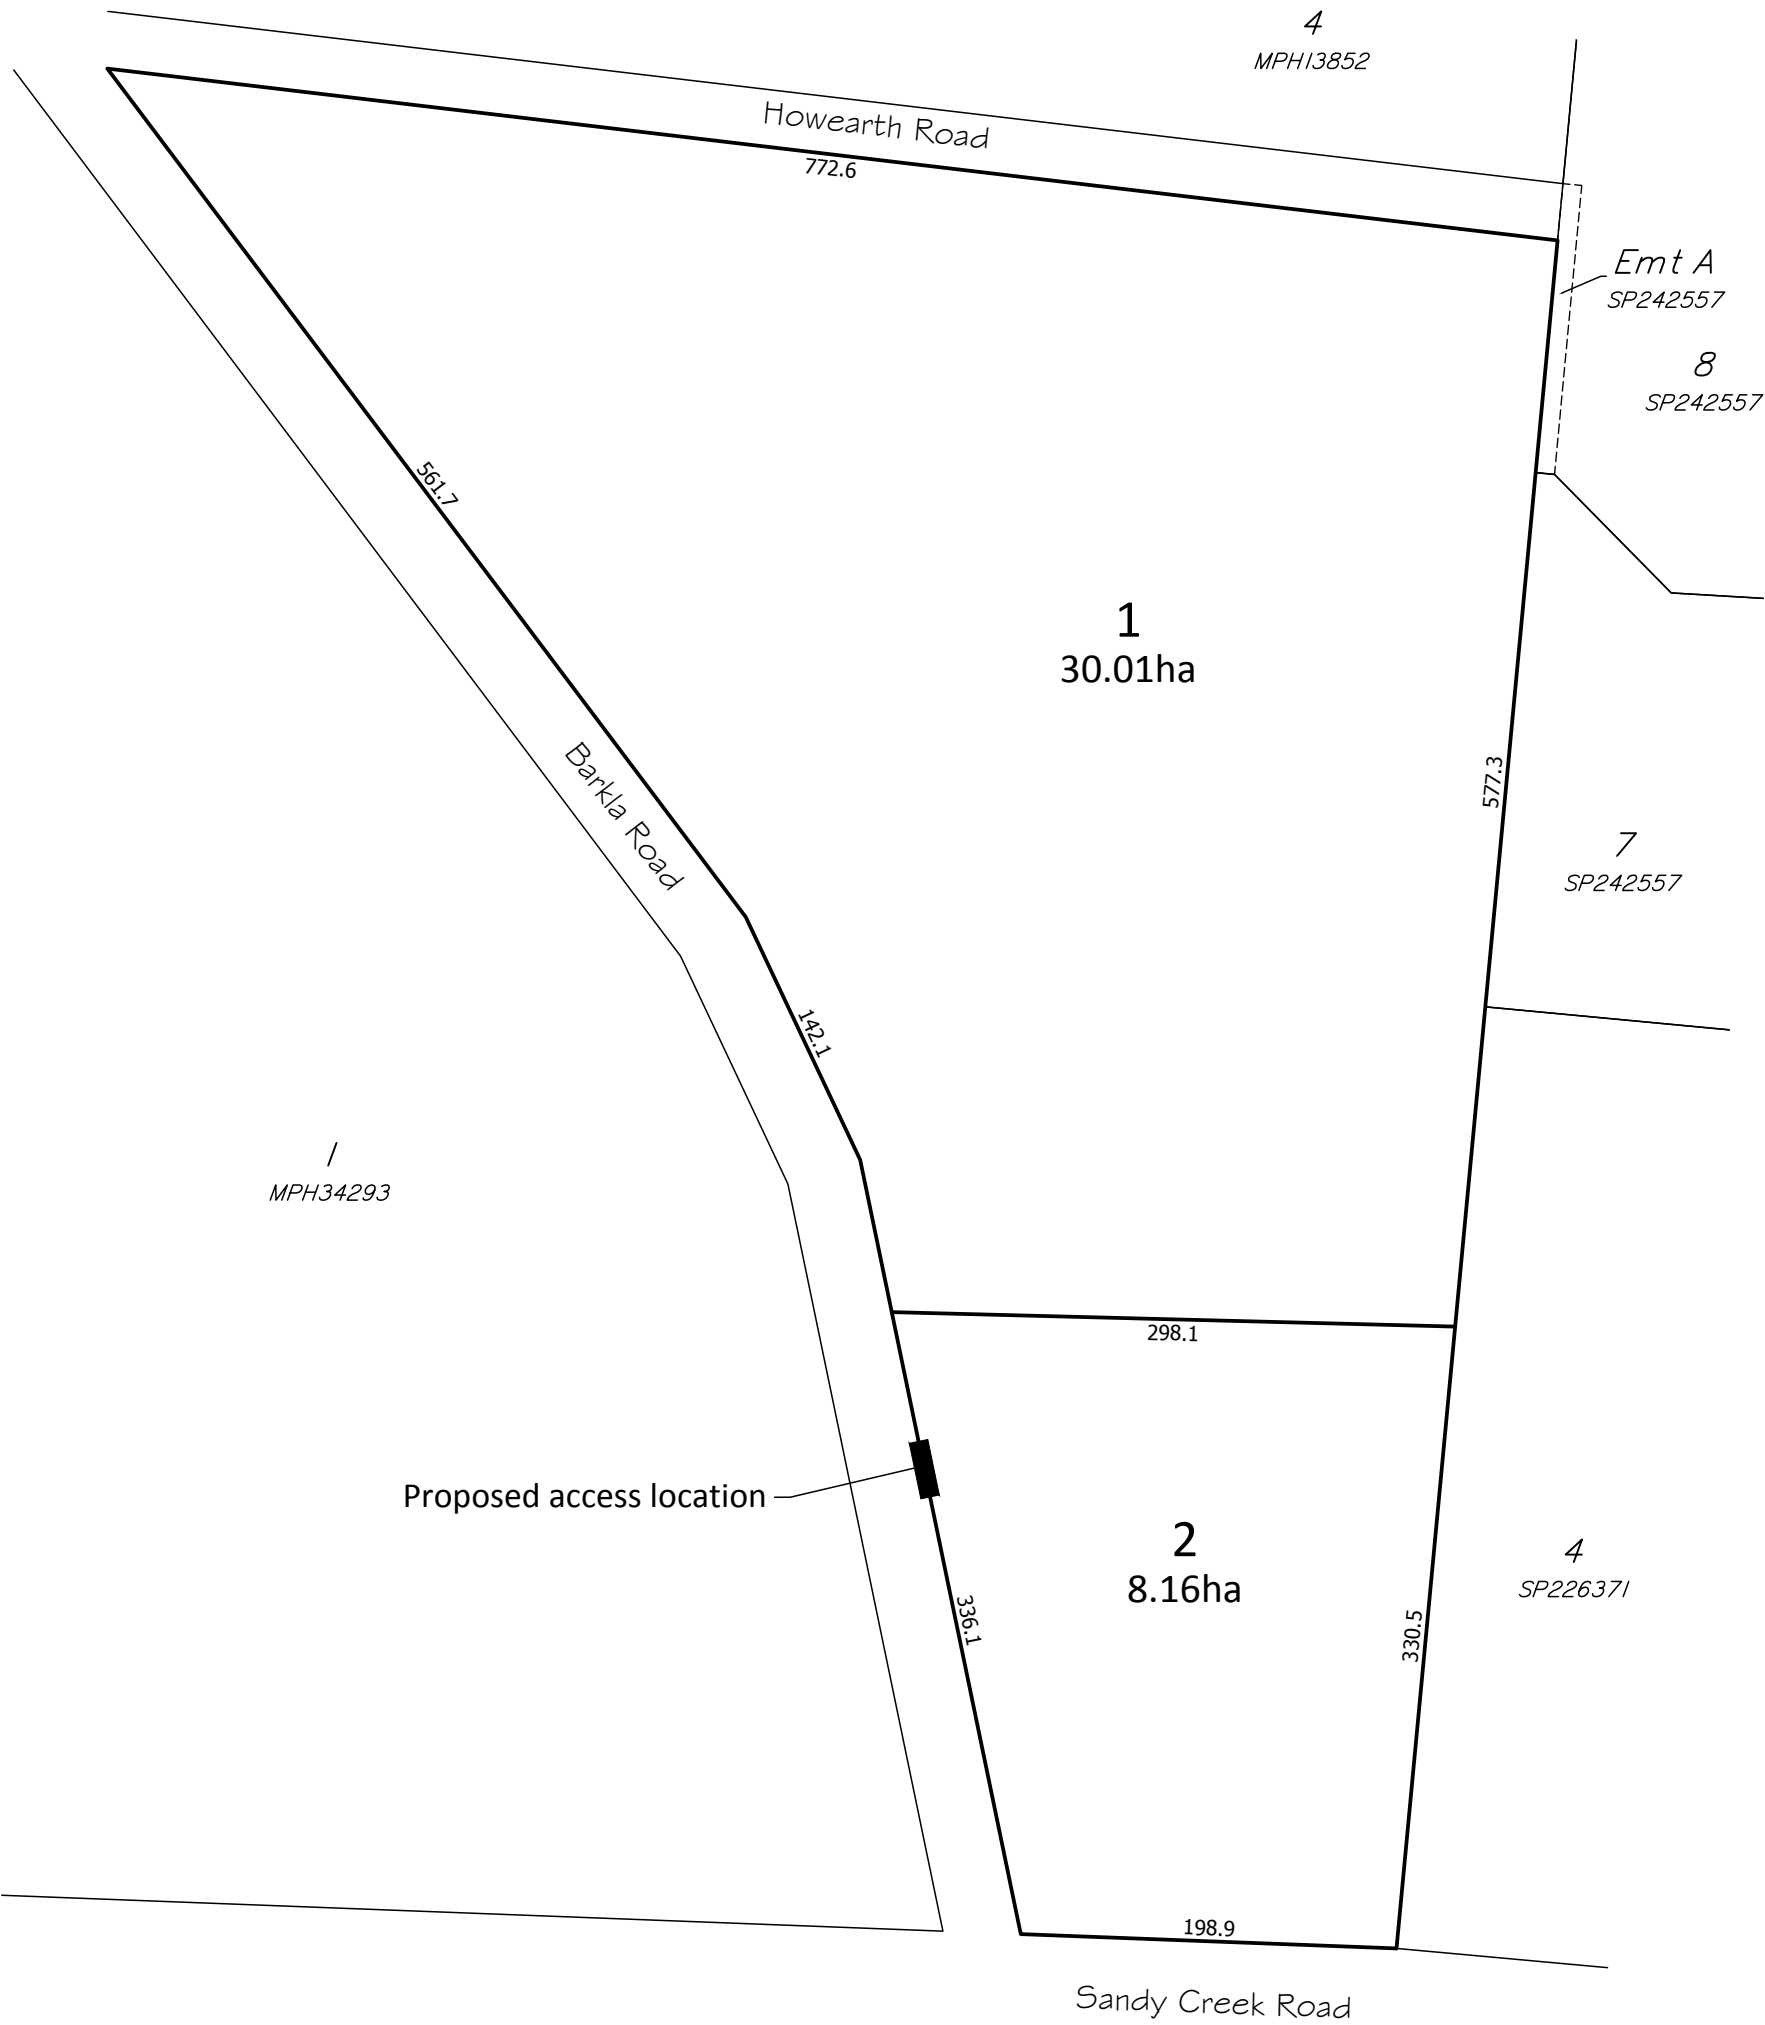 4
MPH13852
Howearth Road
772.6
Emt A
SP242557
8
SP242557
561.7
1
30.01ha
Barkla Road
577.3
7
SP242557
142.1
1
MPH34293
298.1
Proposed access location
2
8.16ha
4
SP226371
336.1
330.5
198.9
Sandy Creek Road